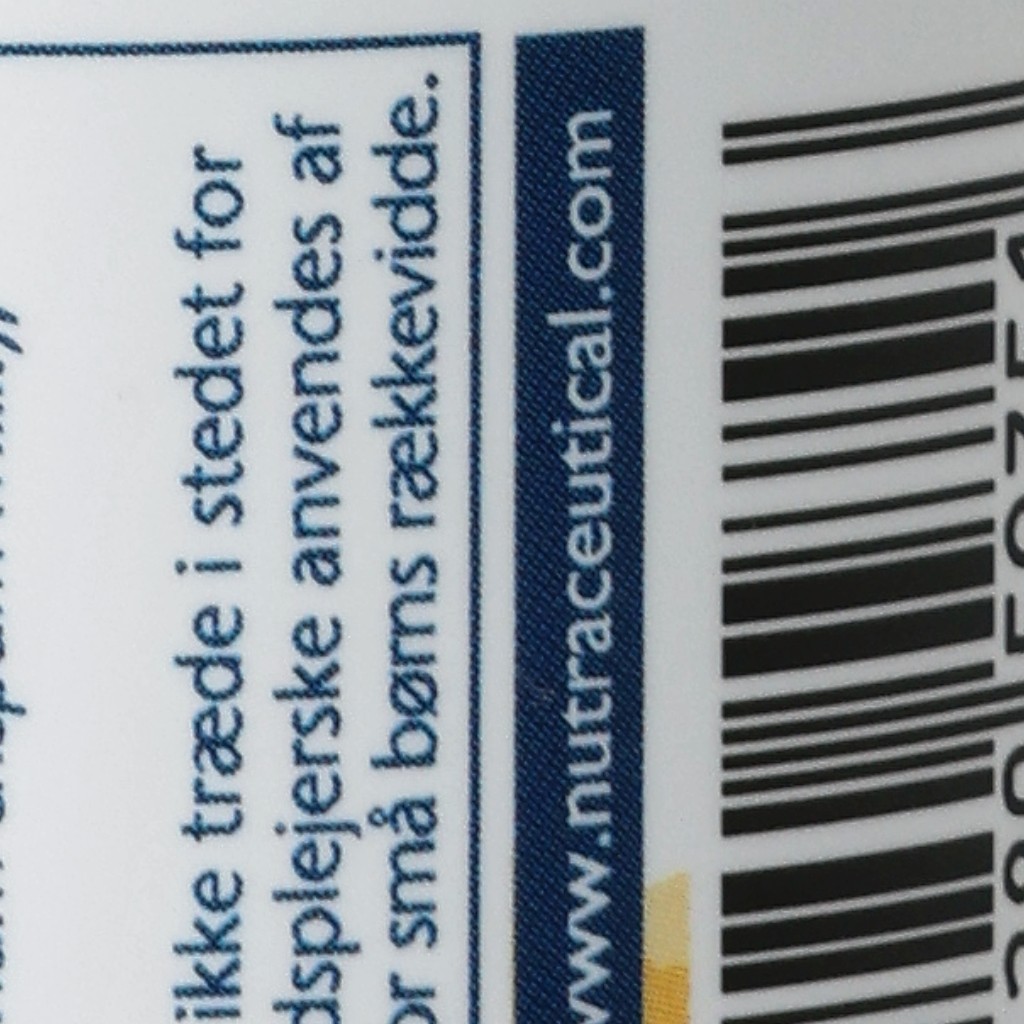 ikke træde i stedet for
dsplejerske anvendes af
or små børns rækkevidde.
www.nutraceutical.com